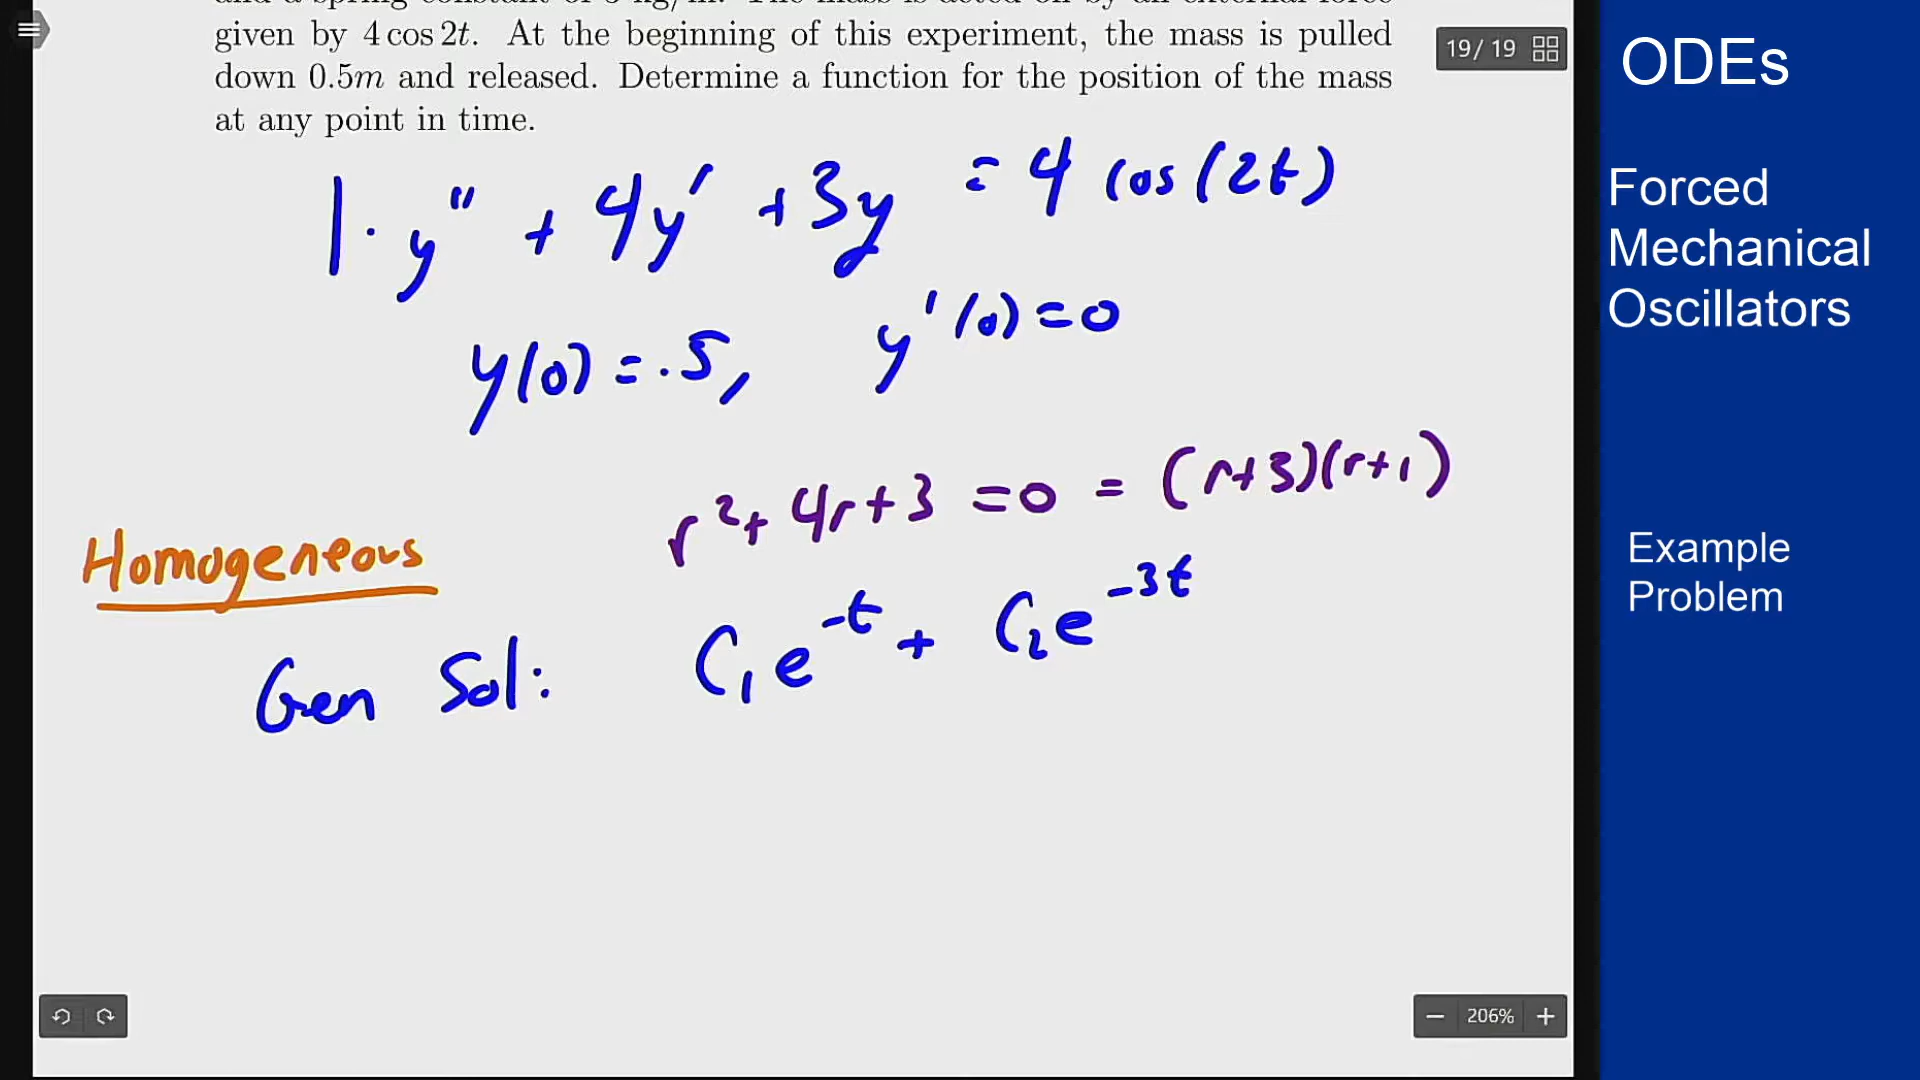 given by 4 cos 2t. At the beginning of this experiment, the mass is pulled
down 0.5m and released. Determine a function for the position of the mass
at any point in time.
1·y'' + 4y' + 3y = 4 cos(2t)
y(0) = .5, y'(0) = 0
r² + 4r + 3 = 0 = (r+3)(r+1)
Homogeneous
Gen Sol: C₁e^{-t} + C₂e^{-3t}
19/ 19
206%
ODEs
Forced
Mechanical
Oscillators
Example
Problem